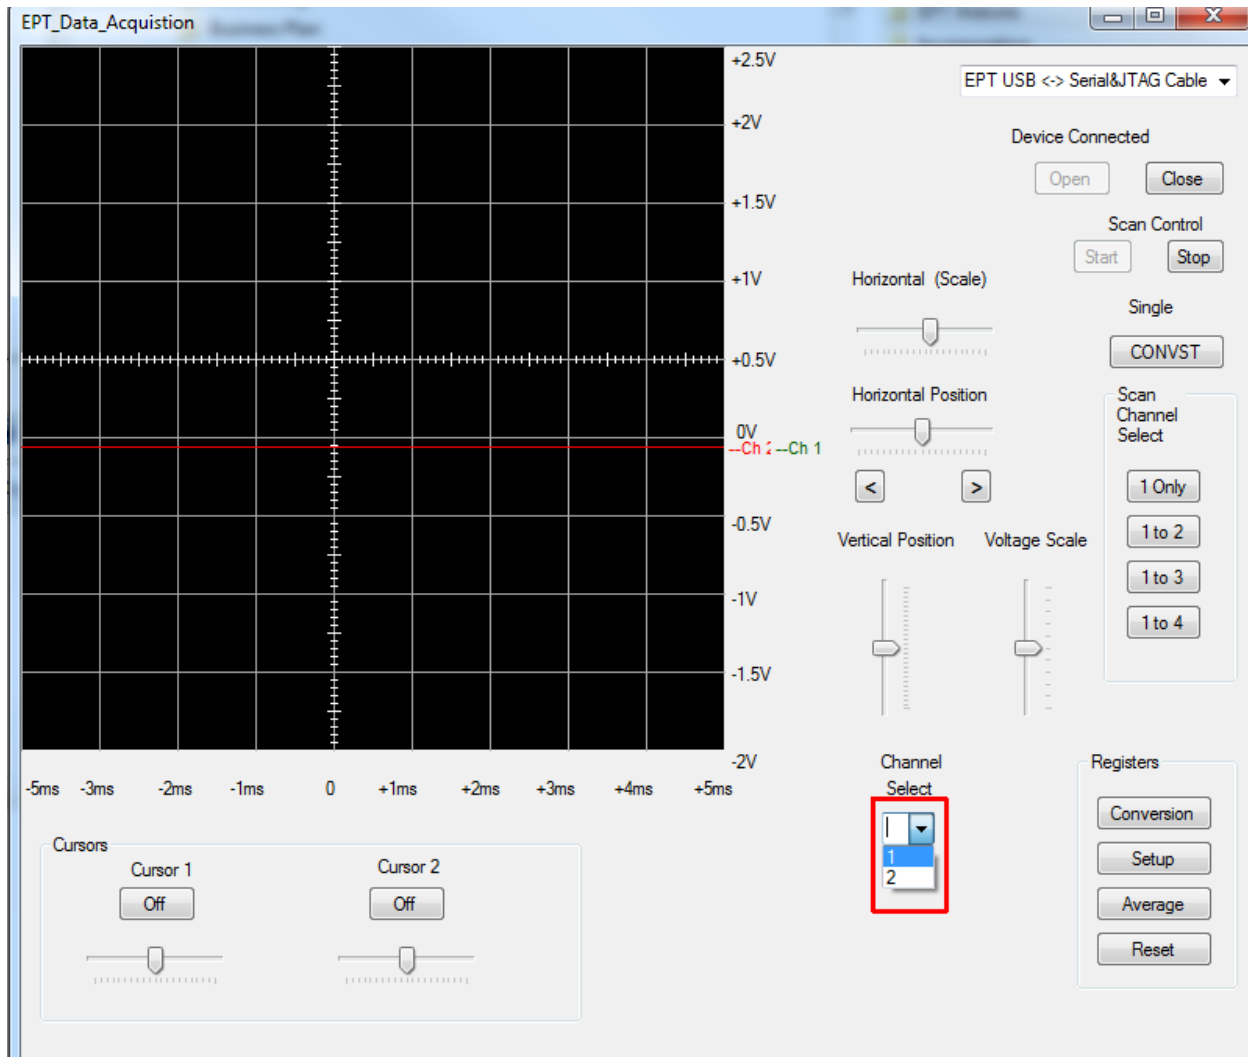 EPT_Data_Acquistion
+2.5V
EPT USB <-> Serial&JTAG Cable
+2V
Device Connected
Open
Close
+1.5V
Scan Control
Start
Stop
+1V
Horizontal (Scale)
Single
CONVST
+0.5V
Horizontal Position
Scan
Channel
Select
0V
--Ch 2
--Ch 1
<
>
1 Only
-0.5V
1 to 2
Vertical Position
Voltage Scale
1 to 3
-1V
1 to 4
-1.5V
-2V
Channel
Select
Registers
-5ms -3ms -2ms -1ms 0 +1ms +2ms +3ms +4ms +5ms
1
2
Conversion
Setup
Average
Reset
Cursors
Cursor 1
Cursor 2
Off
Off